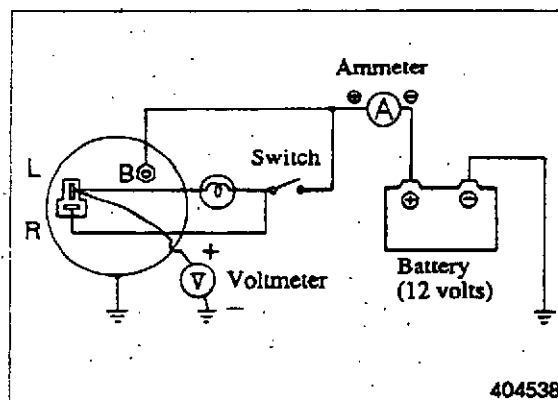 Ammeter
⊕ A ⊖
Switch
L
B
R
⊕ ⊖
+
V Voltmeter
−
Battery
(12 volts)
404538